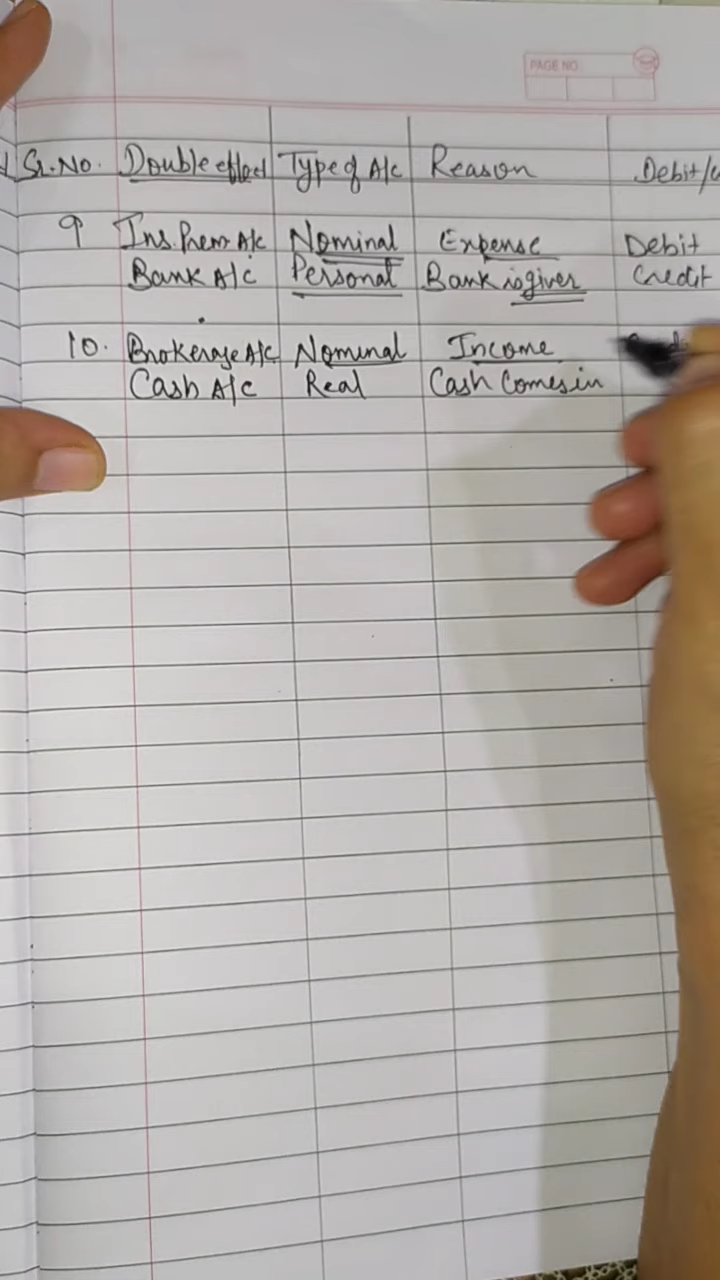 PAGE NO
Sr.No. Double effect Type of A/c Reason Debit/
9 Ins. Prem A/c Nominal Expense Debit
Bank A/c Personal Bank is giver Credit
10. Brokerage A/c Nominal Income
Cash A/c Real Cash Comes in